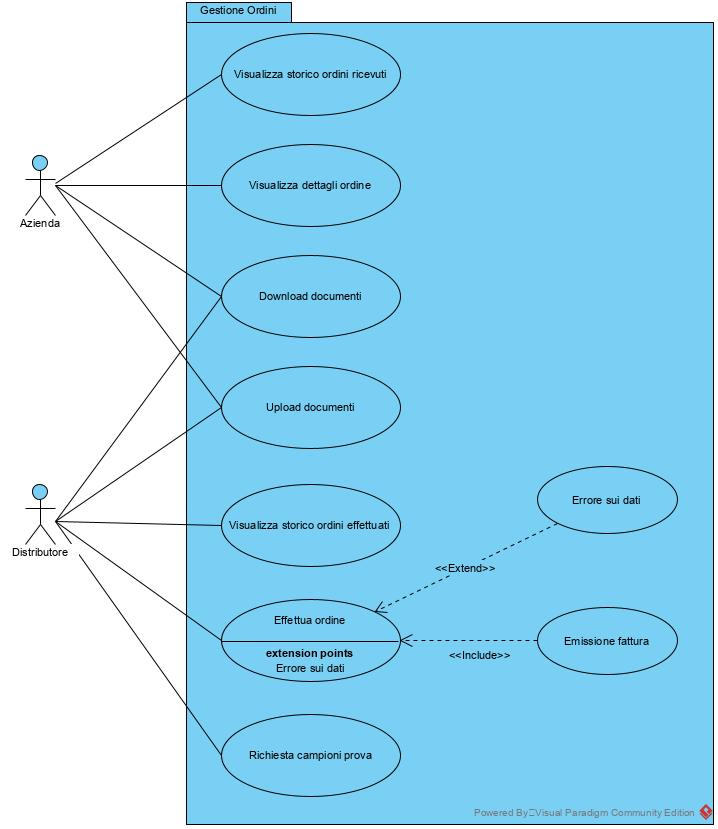 Gestione Ordini
Visualizza storico ordini ricevuti
Visualizza dettagli ordine
Azienda
Download documenti
Upload documenti
Errore sui dati
Visualizza storico ordini effettuati
Distributore
<<Extend>>
Effettua ordine
extension points
Errore sui dati
Emissione fattura
<<Include>>
Richiesta campioni prova
Powered By Visual Paradigm Community Edition